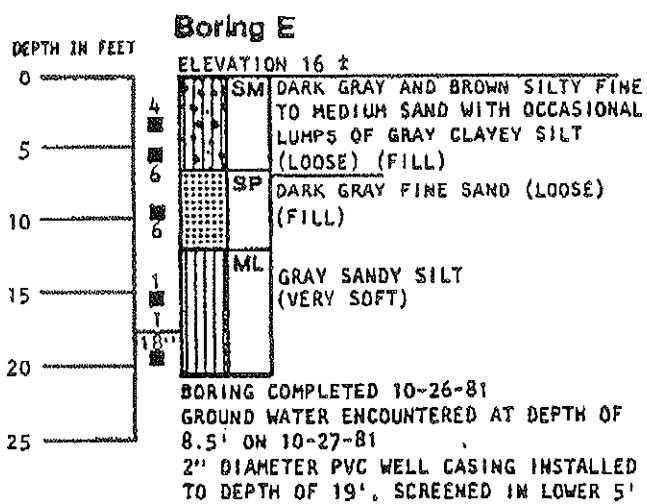 Boring E
DEPTH IN FEET
ELEVATION 16 ±
0
SM
DARK GRAY AND BROWN SILTY FINE
TO MEDIUM SAND WITH OCCASIONAL
LUMPS OF GRAY CLAYEY SILT
(LOOSE) (FILL)
4
5
6
SP
DARK GRAY FINE SAND (LOOSE)
(FILL)
10
6
ML
GRAY SANDY SILT
(VERY SOFT)
1
15
1
18"
20
BORING COMPLETED 10-26-81
GROUND WATER ENCOUNTERED AT DEPTH OF
8.5' ON 10-27-81
25
2" DIAMETER PVC WELL CASING INSTALLED
TO DEPTH OF 19', SCREENED IN LOWER 5'